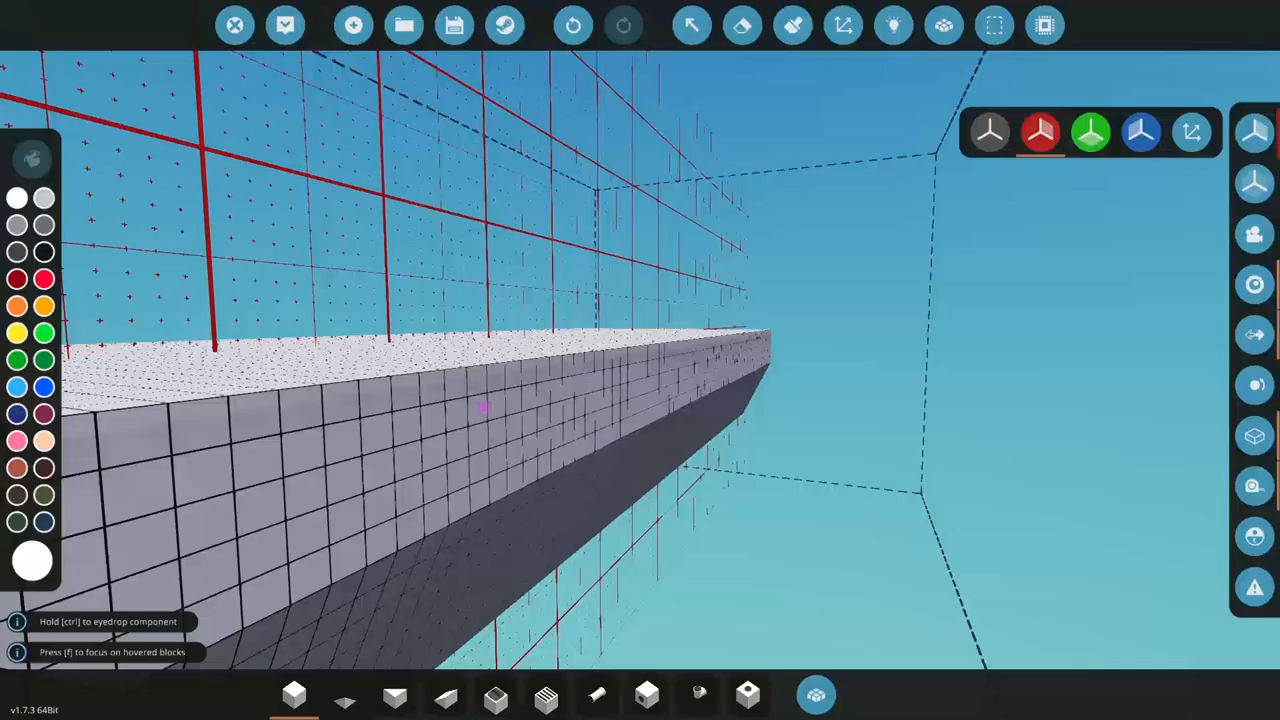 Hold [ctrl] to eyedrop component
Press [f] to focus on hovered blocks
v1.7.3 64Bit